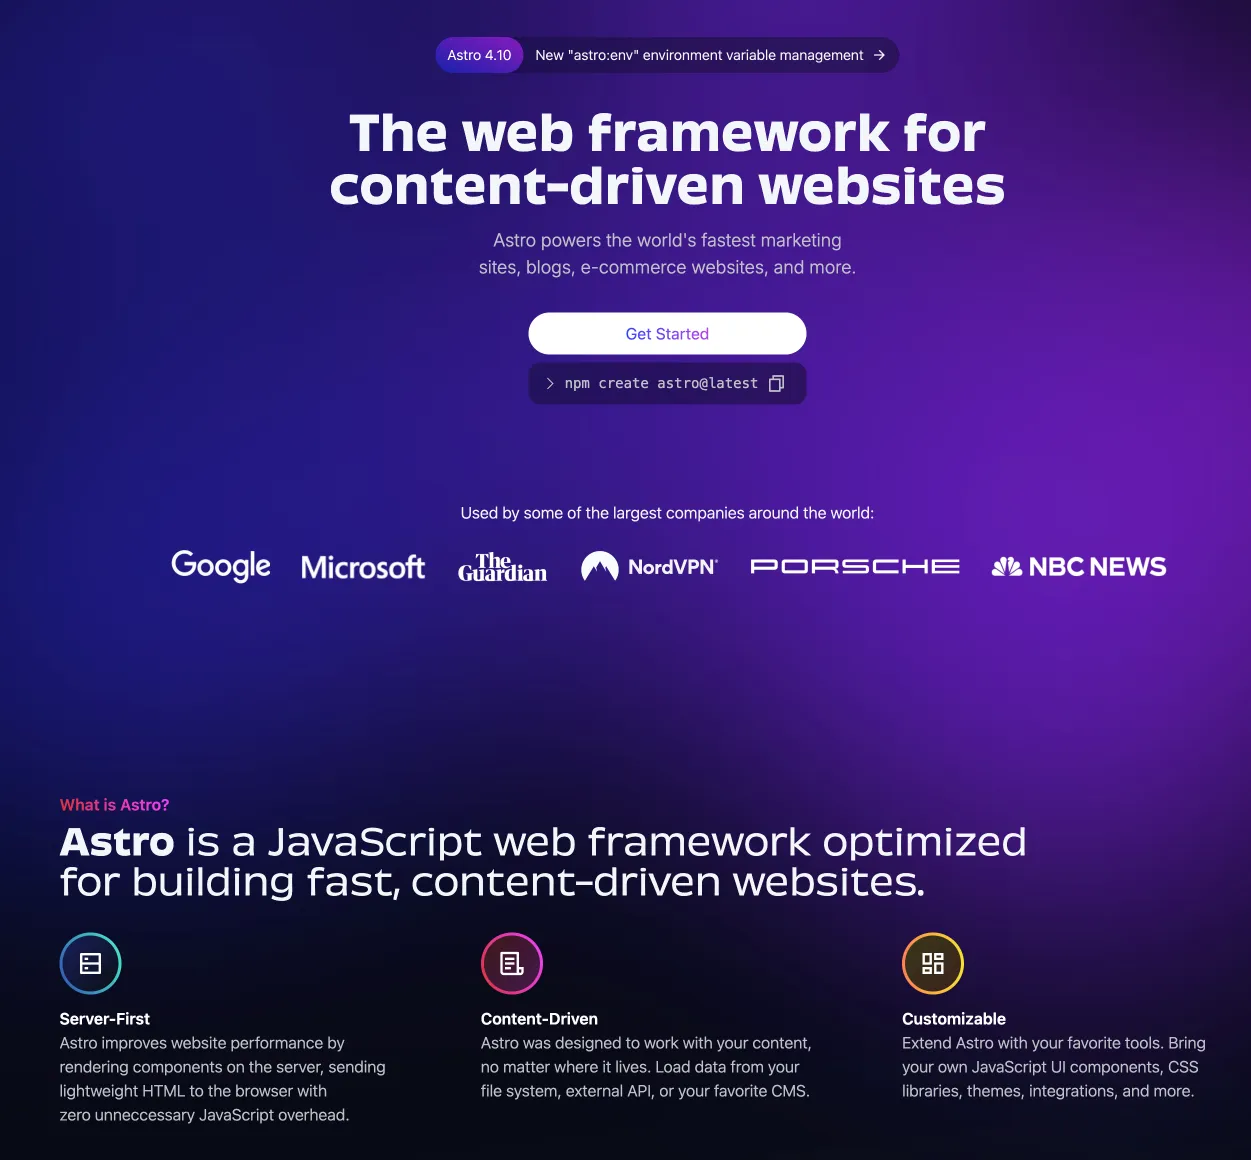 Astro 4.10 New "astro:env" environment variable management →
The web framework for
content-driven websites
Astro powers the world's fastest marketing
sites, blogs, e-commerce websites, and more.
Get Started
> npm create astro@latest
Used by some of the largest companies around the world:
Google Microsoft The Guardian NordVPN® PORSCHE NBC NEWS
What is Astro?
Astro is a JavaScript web framework optimized
for building fast, content-driven websites.
Server-First
Astro improves website performance by
rendering components on the server, sending
lightweight HTML to the browser with
zero unneccessary JavaScript overhead.
Content-Driven
Astro was designed to work with your content,
no matter where it lives. Load data from your
file system, external API, or your favorite CMS.
Customizable
Extend Astro with your favorite tools. Bring
your own JavaScript UI components, CSS
libraries, themes, integrations, and more.